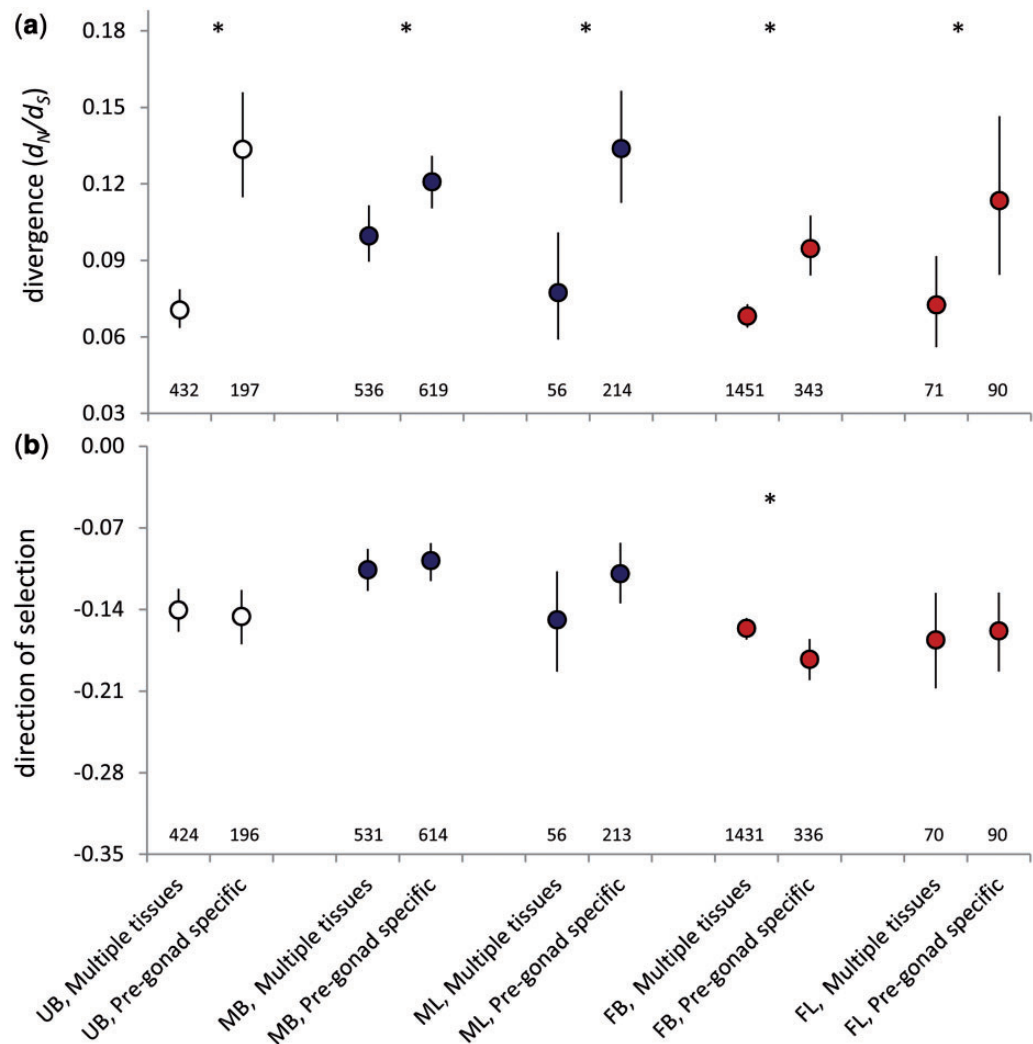 (a)
* * * * *
divergence (dN/dS)
0.18
0.15
0.12
0.09
0.06
0.03
432 197 536 619 56 214 1451 343 71 90
(b)
*
direction of selection
0.00
-0.07
-0.14
-0.21
-0.28
-0.35
424 196 531 614 56 213 1431 336 70 90
UB, Multiple tissues
UB, Pre-gonad specific
MB, Multiple tissues
MB, Pre-gonad specific
ML, Multiple tissues
ML, Pre-gonad specific
FB, Multiple tissues
FB, Pre-gonad specific
FL, Multiple tissues
FL, Pre-gonad specific